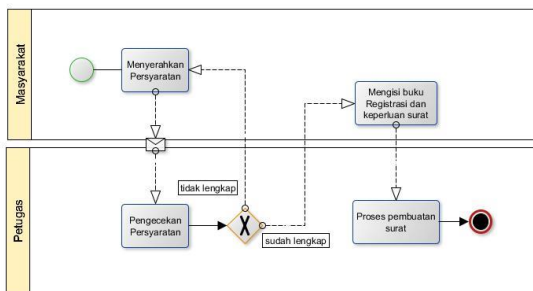 Masyarakat
Menyerahkan
Persyaratan
Mengisi buku
Registrasi dan
keperluan surat
Petugas
tidak lengkap
Pengecekan
Persyaratan
X
sudah lengkap
Proses pembuatan
surat